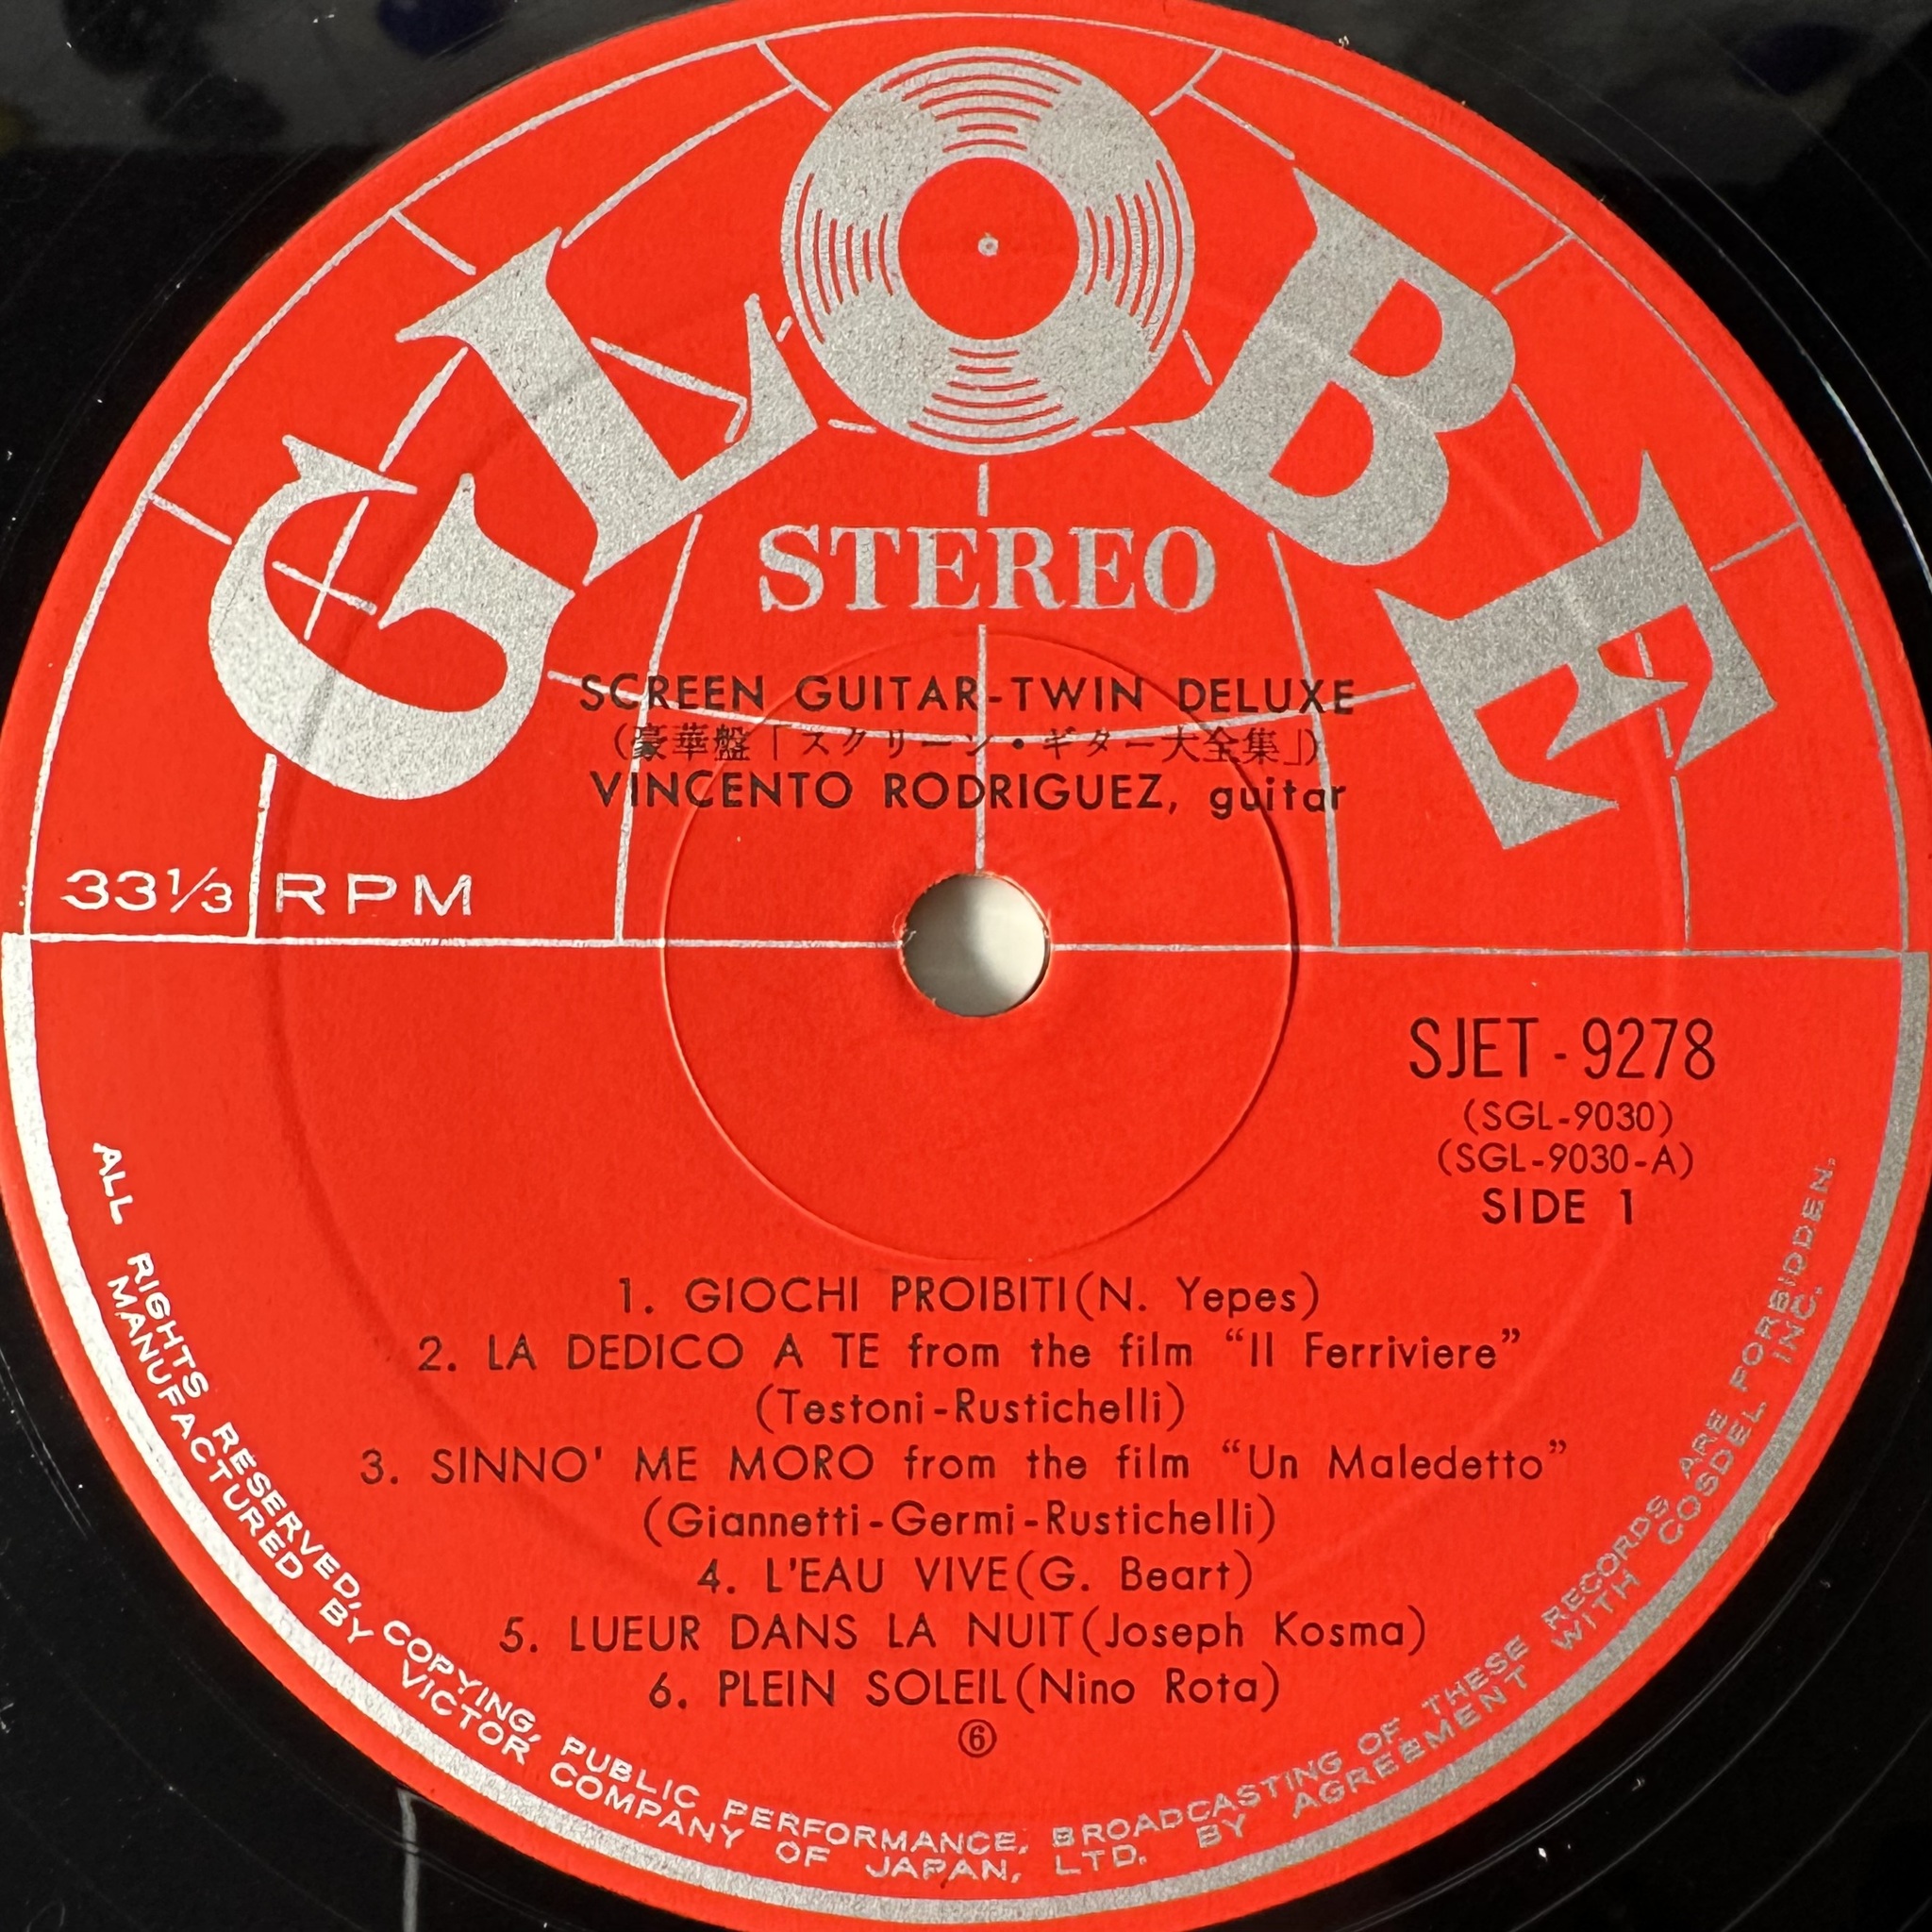 GLOBE
STEREO
SCREEN GUITAR-TWIN DELUXE
(豪華盤「スクリーン・ギター大全集」)
VINCENTO RODRIGUEZ, guitar
33⅓ RPM
SJET-9278
(SGL-9030)
(SGL-9030-A)
SIDE 1
1. GIOCHI PROIBITI(N. Yepes)
2. LA DEDICO A TE from the film “Il Ferriviere”
(Testoni-Rustichelli)
3. SINNO' ME MORO from the film “Un Maledetto”
(Giannetti-Germi-Rustichelli)
4. L'EAU VIVE(G. Beart)
5. LUEUR DANS LA NUIT(Joseph Kosma)
6. PLEIN SOLEIL(Nino Rota)
⑥
ALL RIGHTS RESERVED, COPYING, PUBLIC PERFORMANCE, BROADCASTING OF THESE RECORDS ARE FORBIDDEN.
MANUFACTURED BY VICTOR COMPANY OF JAPAN, LTD. BY AGREEMENT WITH COSDEL INC.